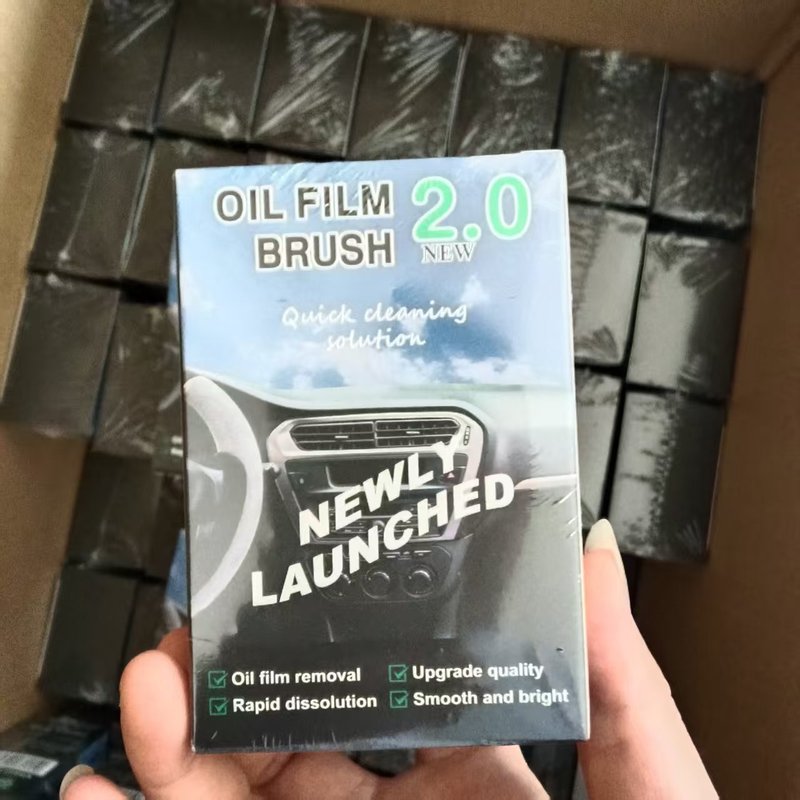 OIL FILM 2.0
BRUSH NEW
Quick cleaning
solution
NEWLY
LAUNCHED
Oil film removal
Upgrade quality
Rapid dissolution
Smooth and bright